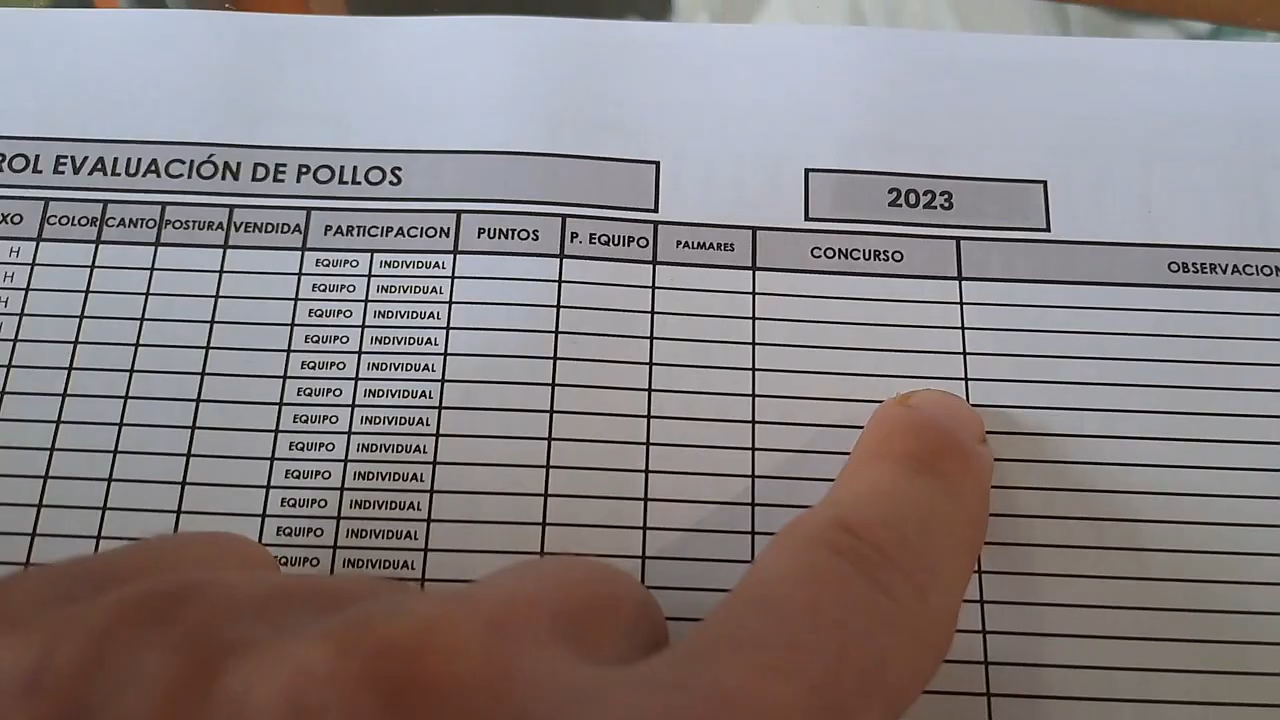 ROL EVALUACIÓN DE POLLOS
2023
XO COLOR CANTO POSTURA VENDIDA PARTICIPACION PUNTOS P. EQUIPO PALMARES CONCURSO OBSERVACION
H EQUIPO INDIVIDUAL
H EQUIPO INDIVIDUAL
H EQUIPO INDIVIDUAL
EQUIPO INDIVIDUAL
EQUIPO INDIVIDUAL
EQUIPO INDIVIDUAL
EQUIPO INDIVIDUAL
EQUIPO INDIVIDUAL
EQUIPO INDIVIDUAL
EQUIPO INDIVIDUAL
EQUIPO INDIVIDUAL
EQUIPO INDIVIDUAL